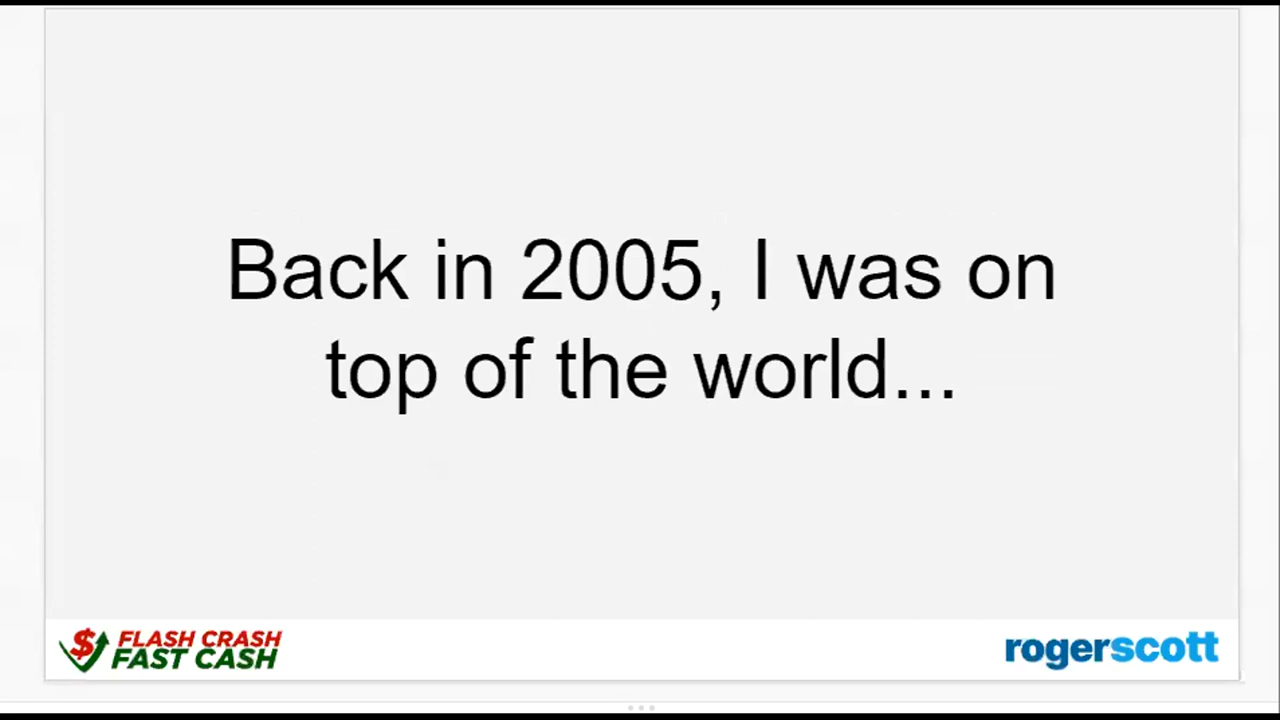 Back in 2005, I was on
top of the world...
$ FLASH CRASH
FAST CASH
rogerscott